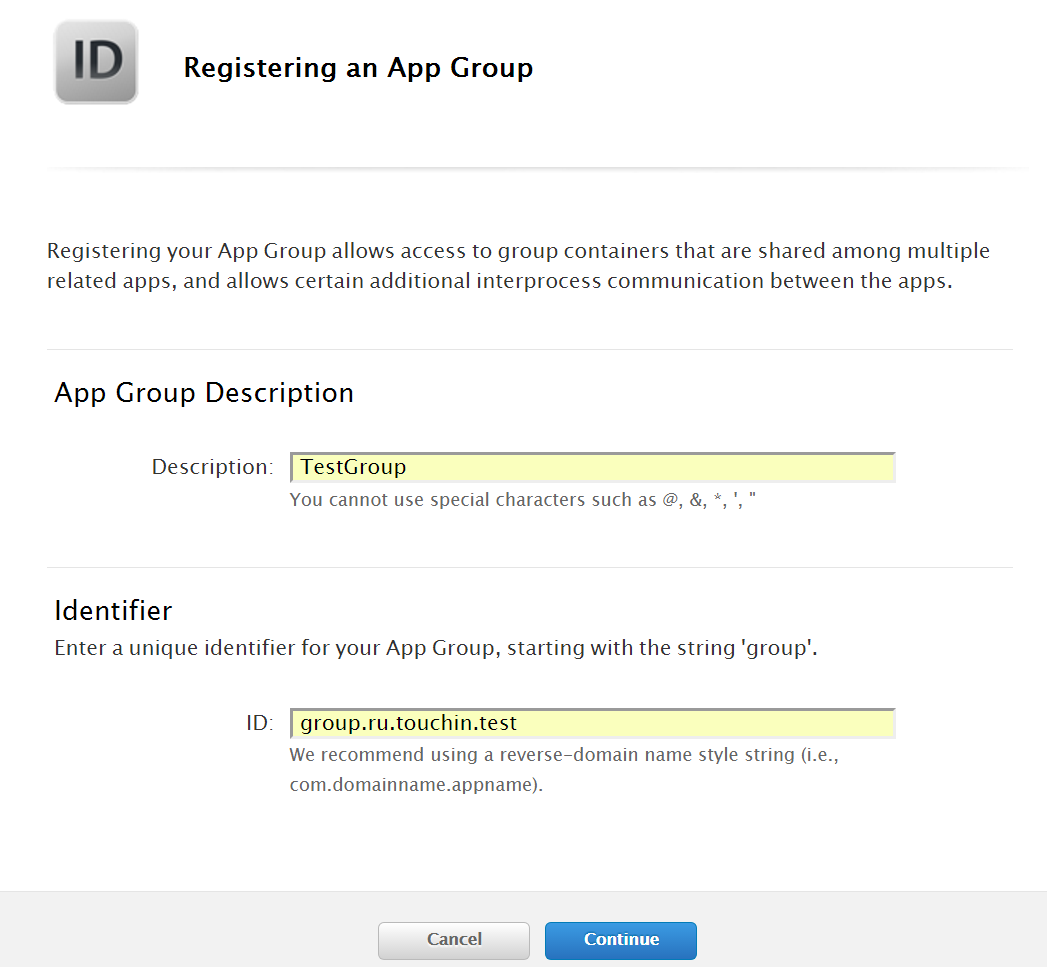 ID
Registering an App Group
Registering your App Group allows access to group containers that are shared among multiple
related apps, and allows certain additional interprocess communication between the apps.
App Group Description
Description: TestGroup
You cannot use special characters such as @, &, *, ', "
Identifier
Enter a unique identifier for your App Group, starting with the string 'group'.
ID: group.ru.touchin.test
We recommend using a reverse-domain name style string (i.e.,
com.domainname.appname).
Cancel Continue